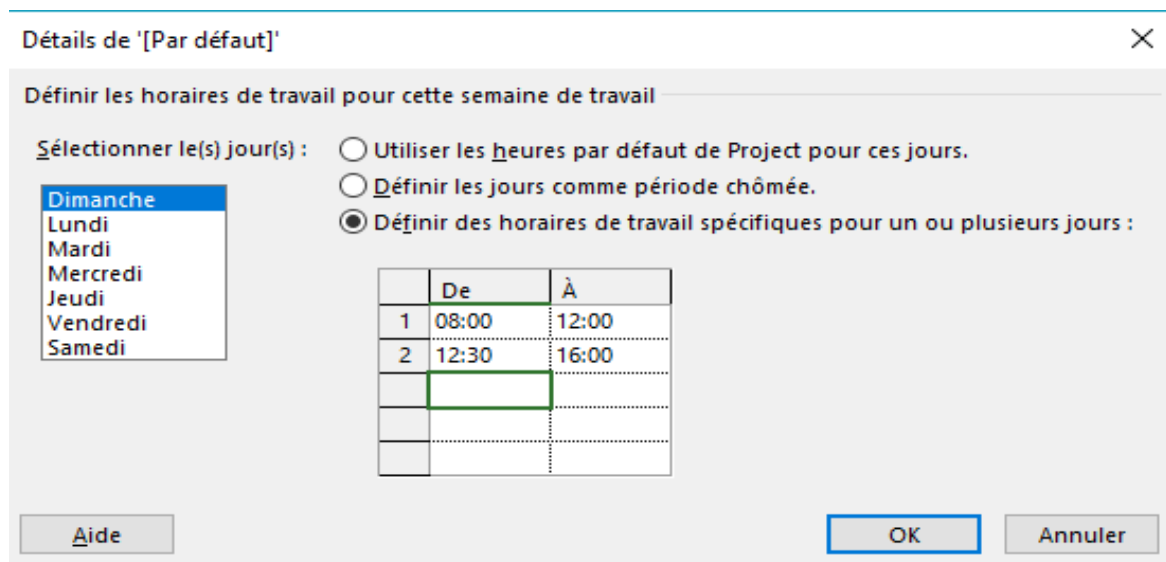 Détails de '[Par défaut]'
Définir les horaires de travail pour cette semaine de travail
Sélectionner le(s) jour(s) :
Dimanche
Lundi
Mardi
Mercredi
Jeudi
Vendredi
Samedi
Utiliser les heures par défaut de Project pour ces jours.
Définir les jours comme période chômée.
Définir des horaires de travail spécifiques pour un ou plusieurs jours :
De À
1 08:00 12:00
2 12:30 16:00
Aide
OK
Annuler